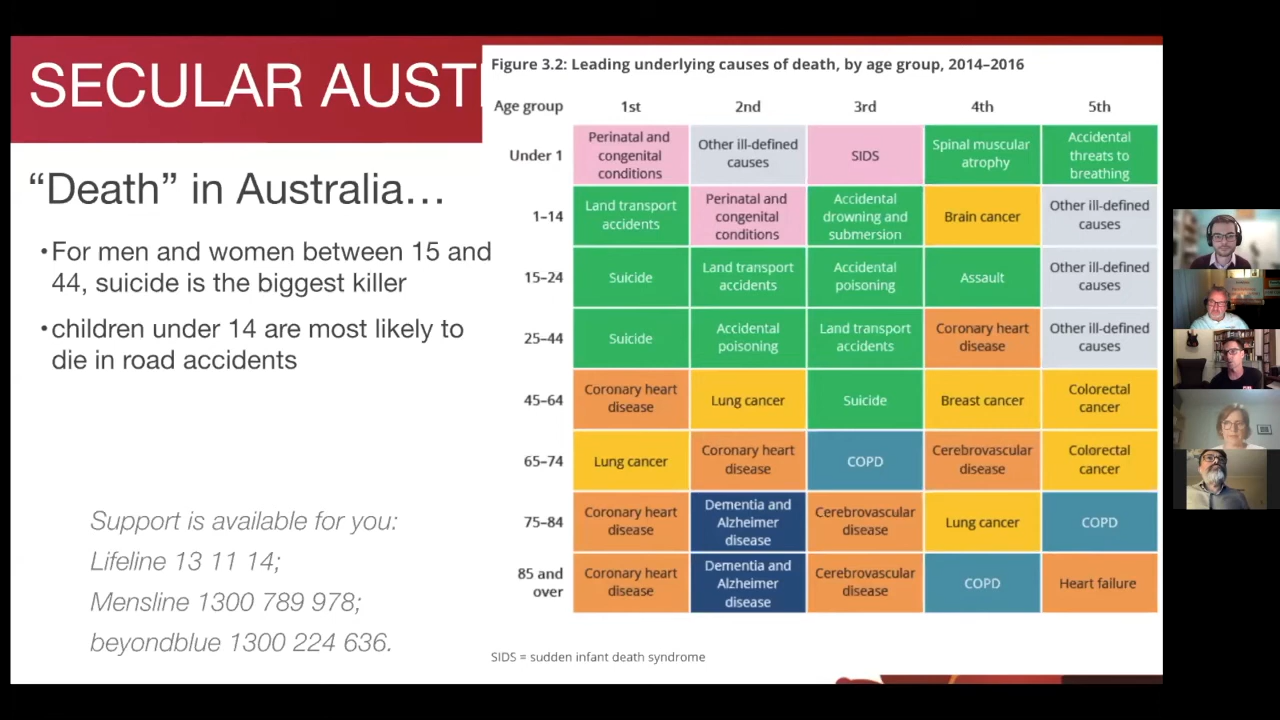 SECULAR AUST
“Death” in Australia…
•For men and women between 15 and
44, suicide is the biggest killer
•children under 14 are most likely to
die in road accidents
Support is available for you:
Lifeline 13 11 14;
Mensline 1300 789 978;
beyondblue 1300 224 636.
Figure 3.2: Leading underlying causes of death, by age group, 2014–2016
Age group 1st 2nd 3rd 4th 5th
Under 1
Perinatal and
congenital
conditions
Other ill-defined
causes
SIDS
Spinal muscular
atrophy
Accidental
threats to
breathing
1–14
Land transport
accidents
Perinatal and
congenital
conditions
Accidental
drowning and
submersion
Brain cancer
Other ill-defined
causes
15–24
Suicide
Land transport
accidents
Accidental
poisoning
Assault
Other ill-defined
causes
25–44
Suicide
Accidental
poisoning
Land transport
accidents
Coronary heart
disease
Other ill-defined
causes
45–64
Coronary heart
disease
Lung cancer
Suicide
Breast cancer
Colorectal
cancer
65–74
Lung cancer
Coronary heart
disease
COPD
Cerebrovascular
disease
Colorectal
cancer
75–84
Coronary heart
disease
Dementia and
Alzheimer
disease
Cerebrovascular
disease
Lung cancer
COPD
85 and
over
Coronary heart
disease
Dementia and
Alzheimer
disease
Cerebrovascular
disease
COPD
Heart failure
SIDS = sudden infant death syndrome